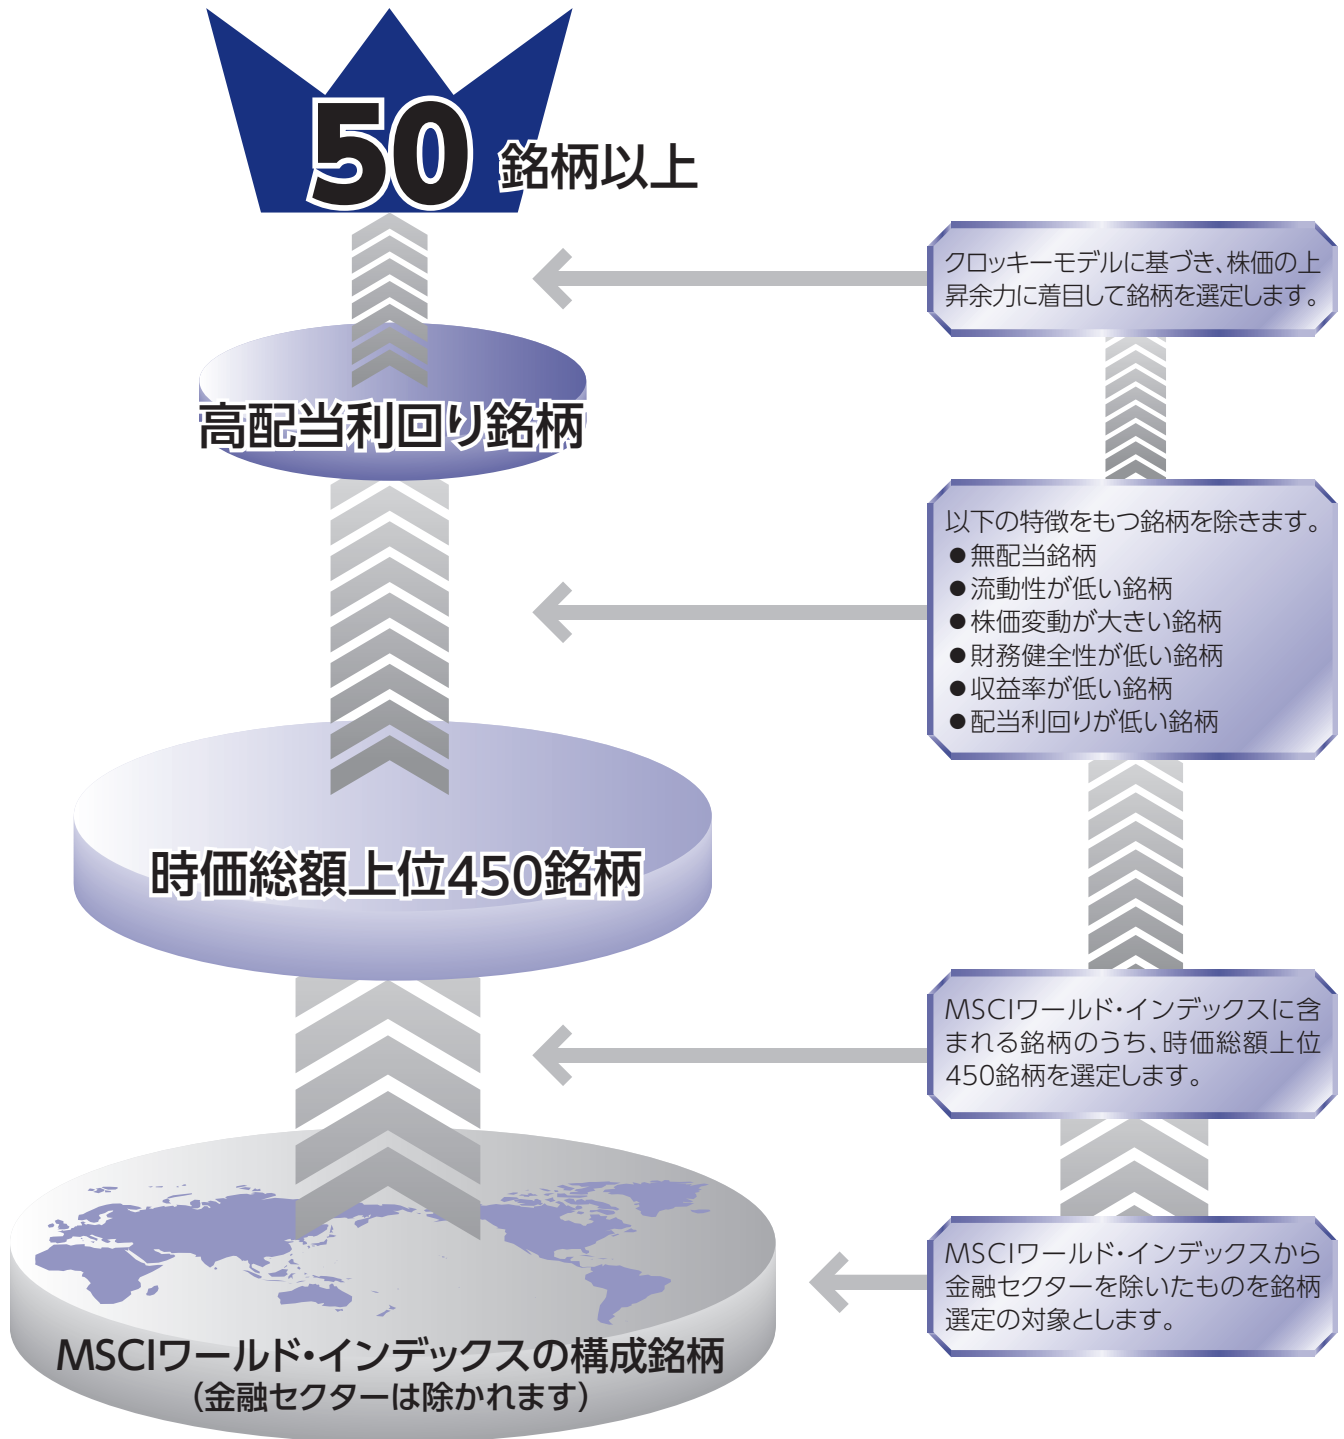 50 銘柄以上
クロッキーモデルに基づき、株価の上
昇余力に着目して銘柄を選定します。
高配当利回り銘柄
以下の特徴をもつ銘柄を除きます。
●無配当銘柄
●流動性が低い銘柄
●株価変動が大きい銘柄
●財務健全性が低い銘柄
●収益率が低い銘柄
●配当利回りが低い銘柄
時価総額上位450銘柄
MSCIワールド・インデックスに含
まれる銘柄のうち、時価総額上位
450銘柄を選定します。
MSCIワールド・インデックスから
金融セクターを除いたものを銘柄
選定の対象とします。
MSCIワールド・インデックスの構成銘柄
(金融セクターは除かれます)